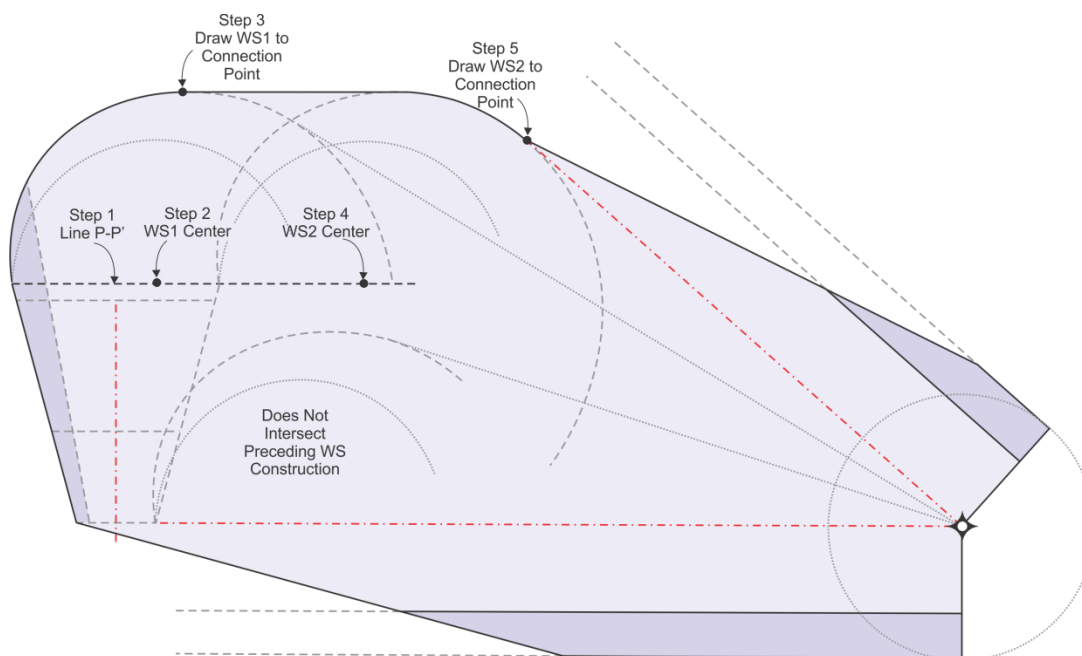 Step 3
Draw WS1 to
Connection
Point
Step 5
Draw WS2 to
Connection
Point
Step 1
Line P-P'
Step 2
WS1 Center
Step 4
WS2 Center
Does Not
Intersect
Preceding WS
Construction